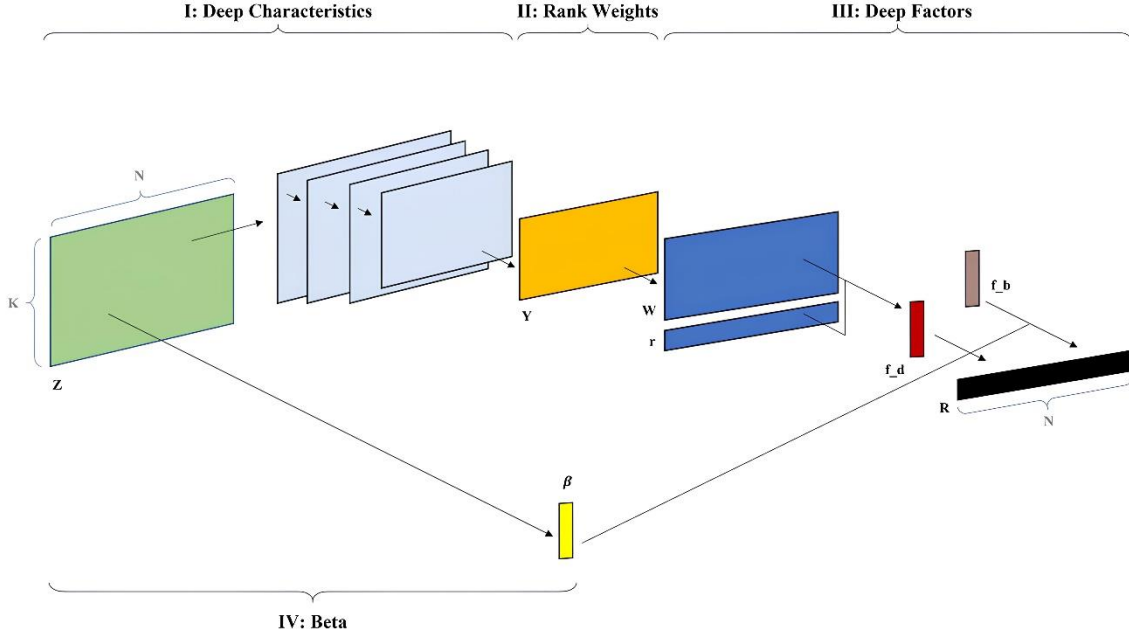 I: Deep Characteristics
II: Rank Weights
III: Deep Factors
N
K
Z
Y
W
r
f_d
f_b
R
N
β
IV: Beta